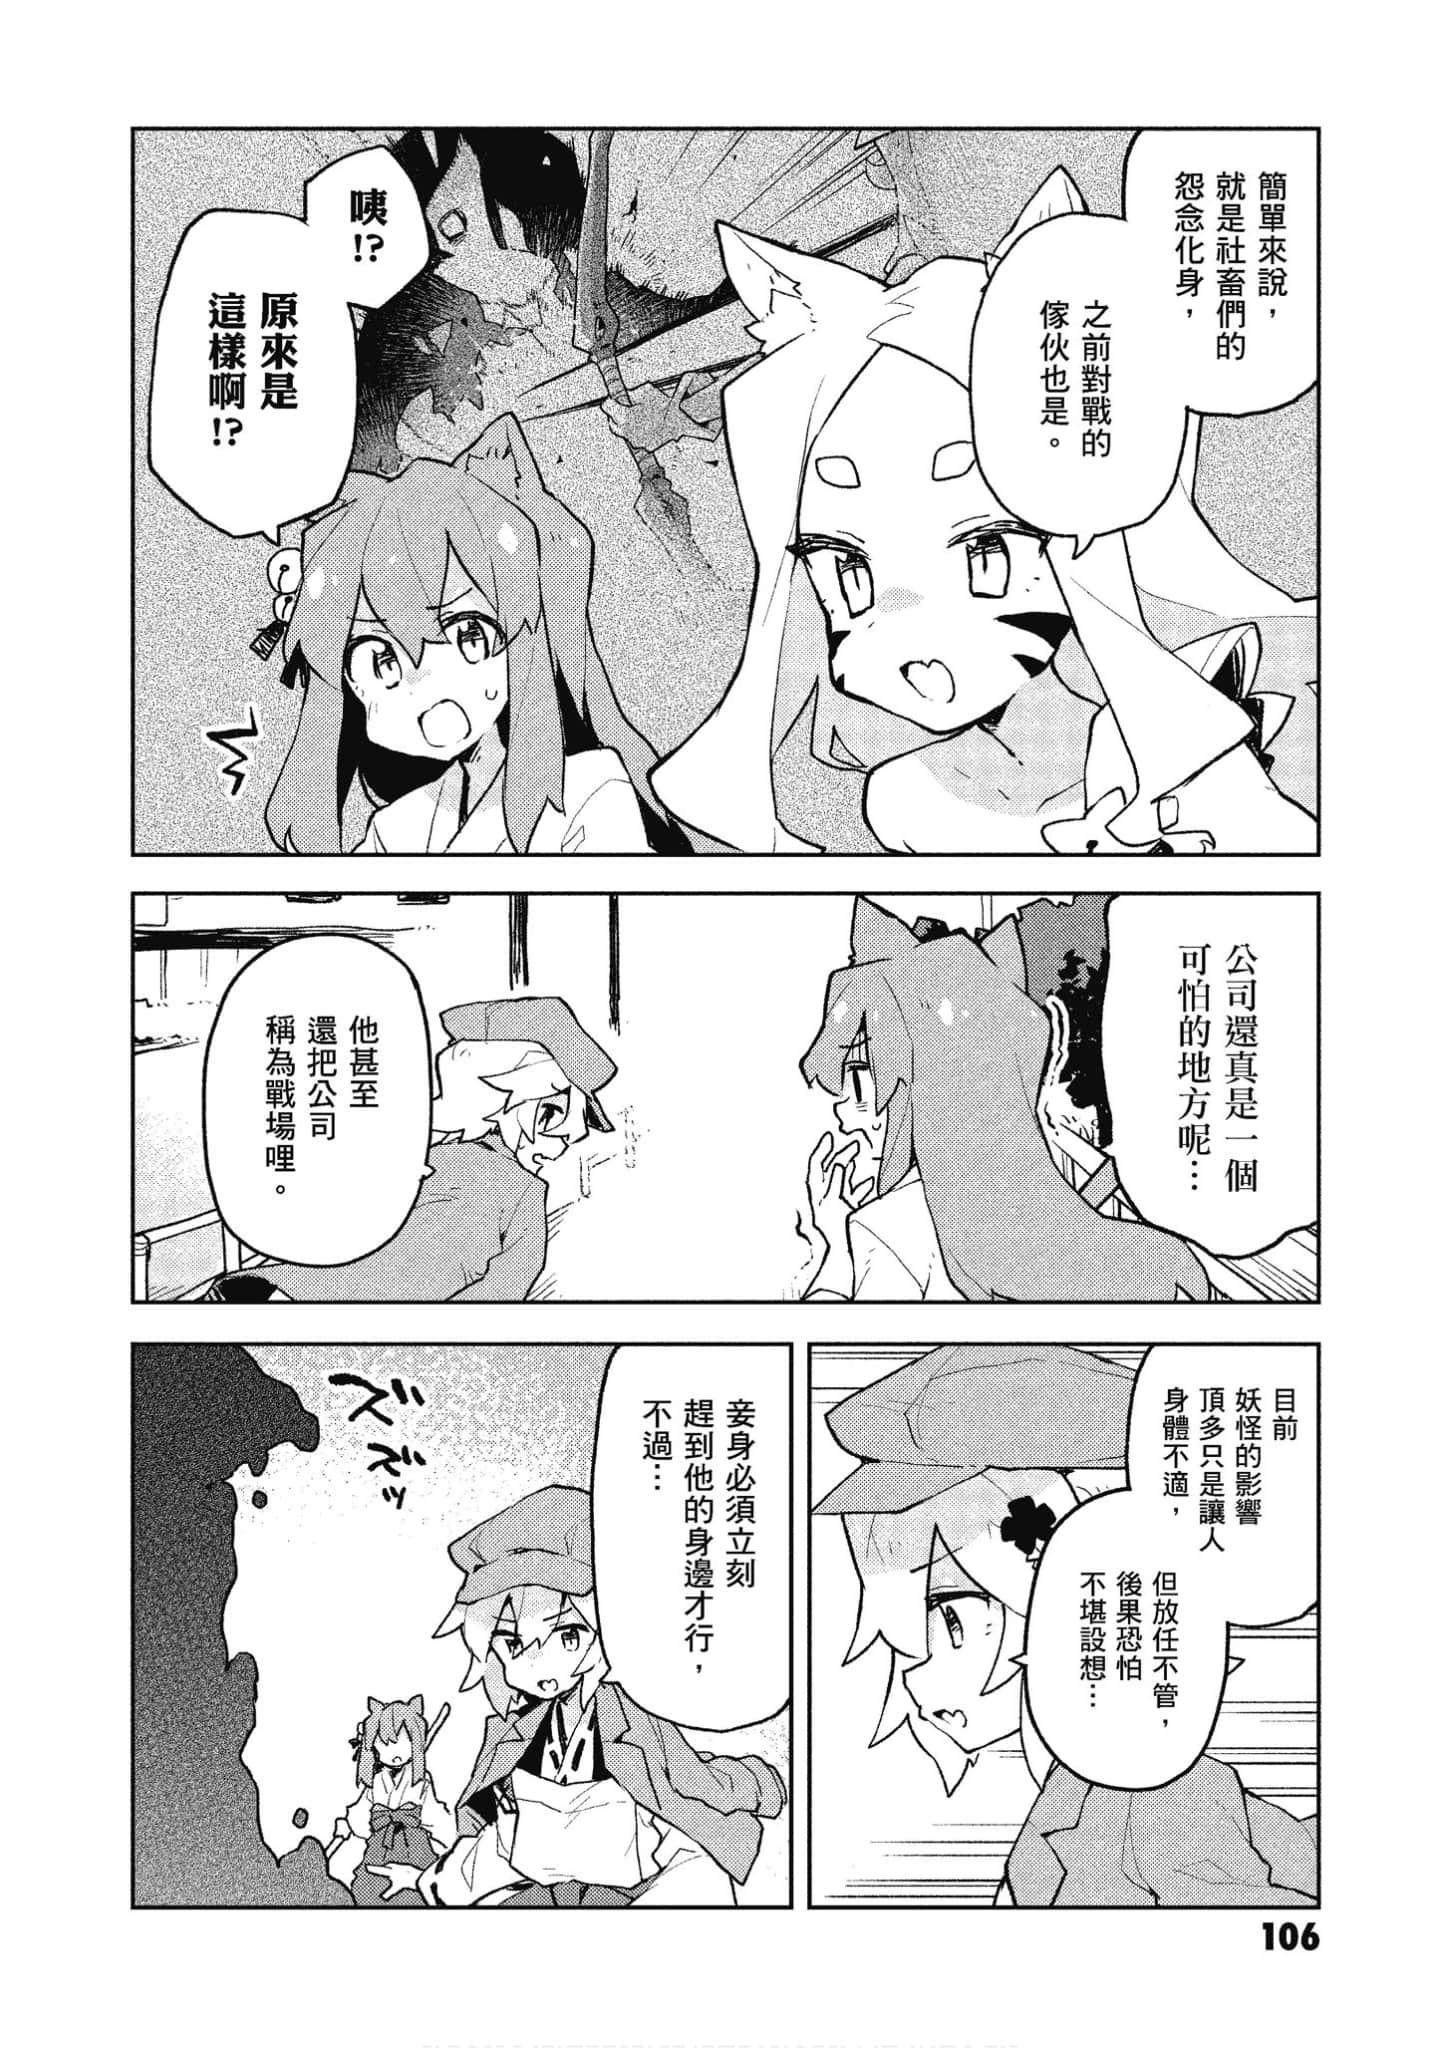 簡單來說，
就是社畜們的
怨念化身，
之前對戰的
傢伙也是。
咦!?
原來是
這樣啊!?
公司還真是一個
可怕的地方呢…
他甚至
還把公司
稱為戰場哩。
目前
妖怪的影響
頂多只是讓人
身體不適，
但放任不管，
後果恐怕
不堪設想…
妾身必須立刻
趕到他的身邊才行，
不過…
ズズッ
106